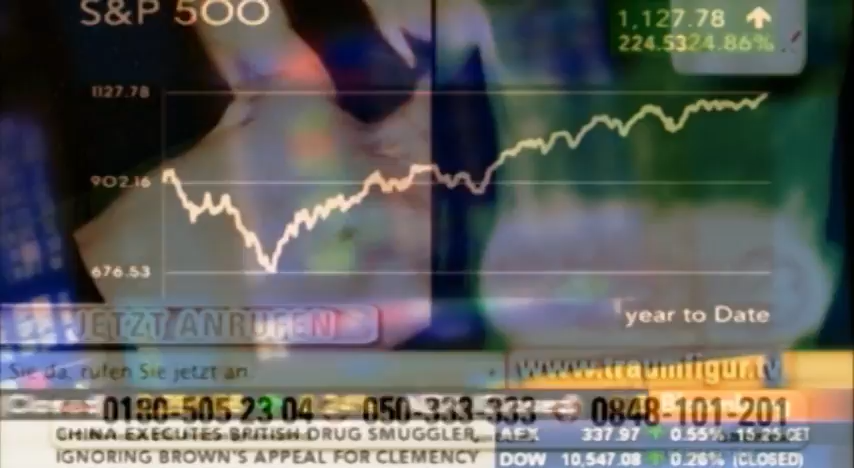 S&P 500
1,127.78
224.53 24.86%
1127.78
902.16
676.53
year to Date
JETZT ANRUFEN
Sie da, rufen Sie jetzt an.
www.traumfigur.tv
0180-505 23 04 050-333-333 0848-101-201
CHINA EXECUTES BRITISH DRUG SMUGGLER, AEX 337.97 0.55% 15:25 CET
IGNORING BROWN'S APPEAL FOR CLEMENCY DOW 10,547.08 0.26% (CLOSED)